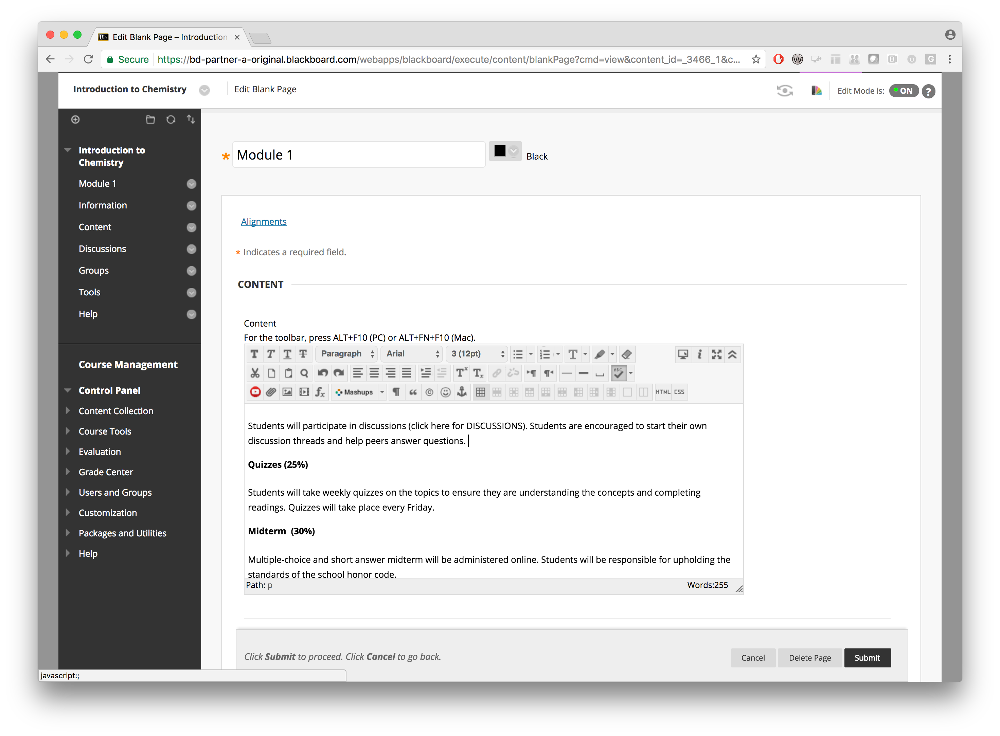 Bb Edit Blank Page – Introduction
Secure https://bd-partner-a-original.blackboard.com/webapps/blackboard/execute/content/blankPage?cmd=view&content_id=_3466_1&c...
Introduction to Chemistry
Edit Blank Page
Edit Mode is: ON ?
Introduction to
Chemistry
Module 1
Information
Content
Discussions
Groups
Tools
Help
Course Management
Control Panel
Content Collection
Course Tools
Evaluation
Grade Center
Users and Groups
Customization
Packages and Utilities
Help
* Module 1
Black
Alignments
* Indicates a required field.
CONTENT
Content
For the toolbar, press ALT+F10 (PC) or ALT+FN+F10 (Mac).
T T T T Paragraph Arial 3 (12pt) T i
Tx Tx ¶ ¶ ABC
fx Mashups ¶ “ © HTML CSS
Students will participate in discussions (click here for DISCUSSIONS). Students are encouraged to start their own
discussion threads and help peers answer questions.
Quizzes (25%)
Students will take weekly quizzes on the topics to ensure they are understanding the concepts and completing
readings. Quizzes will take place every Friday.
Midterm (30%)
Multiple-choice and short answer midterm will be administered online. Students will be responsible for upholding the
standards of the school honor code.
Path: p
Words:255
Click Submit to proceed. Click Cancel to go back.
Cancel
Delete Page
Submit
javascript:;